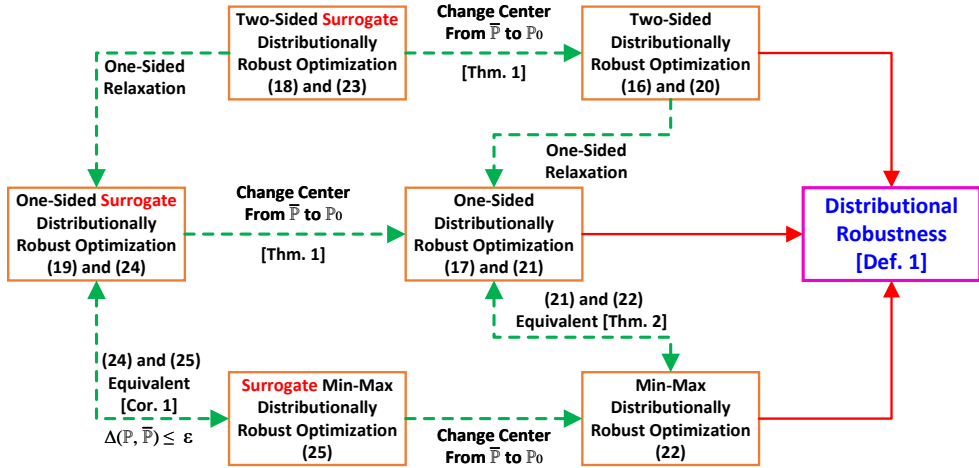 Two-Sided Surrogate
Distributionally
Robust Optimization
(18) and (23)
Change Center
From ℙ̅ to ℙ₀
[Thm. 1]
Two-Sided
Distributionally
Robust Optimization
(16) and (20)
One-Sided
Relaxation
One-Sided
Relaxation
One-Sided Surrogate
Distributionally
Robust Optimization
(19) and (24)
Change Center
From ℙ̅ to ℙ₀
[Thm. 1]
One-Sided
Distributionally
Robust Optimization
(17) and (21)
Distributional
Robustness
[Def. 1]
(21) and (22)
Equivalent [Thm. 2]
(24) and (25)
Equivalent
[Cor. 1]
Δ(ℙ, ℙ̅) ≤ ε
Surrogate Min-Max
Distributionally
Robust Optimization
(25)
Change Center
From ℙ̅ to ℙ₀
Min-Max
Distributionally
Robust Optimization
(22)